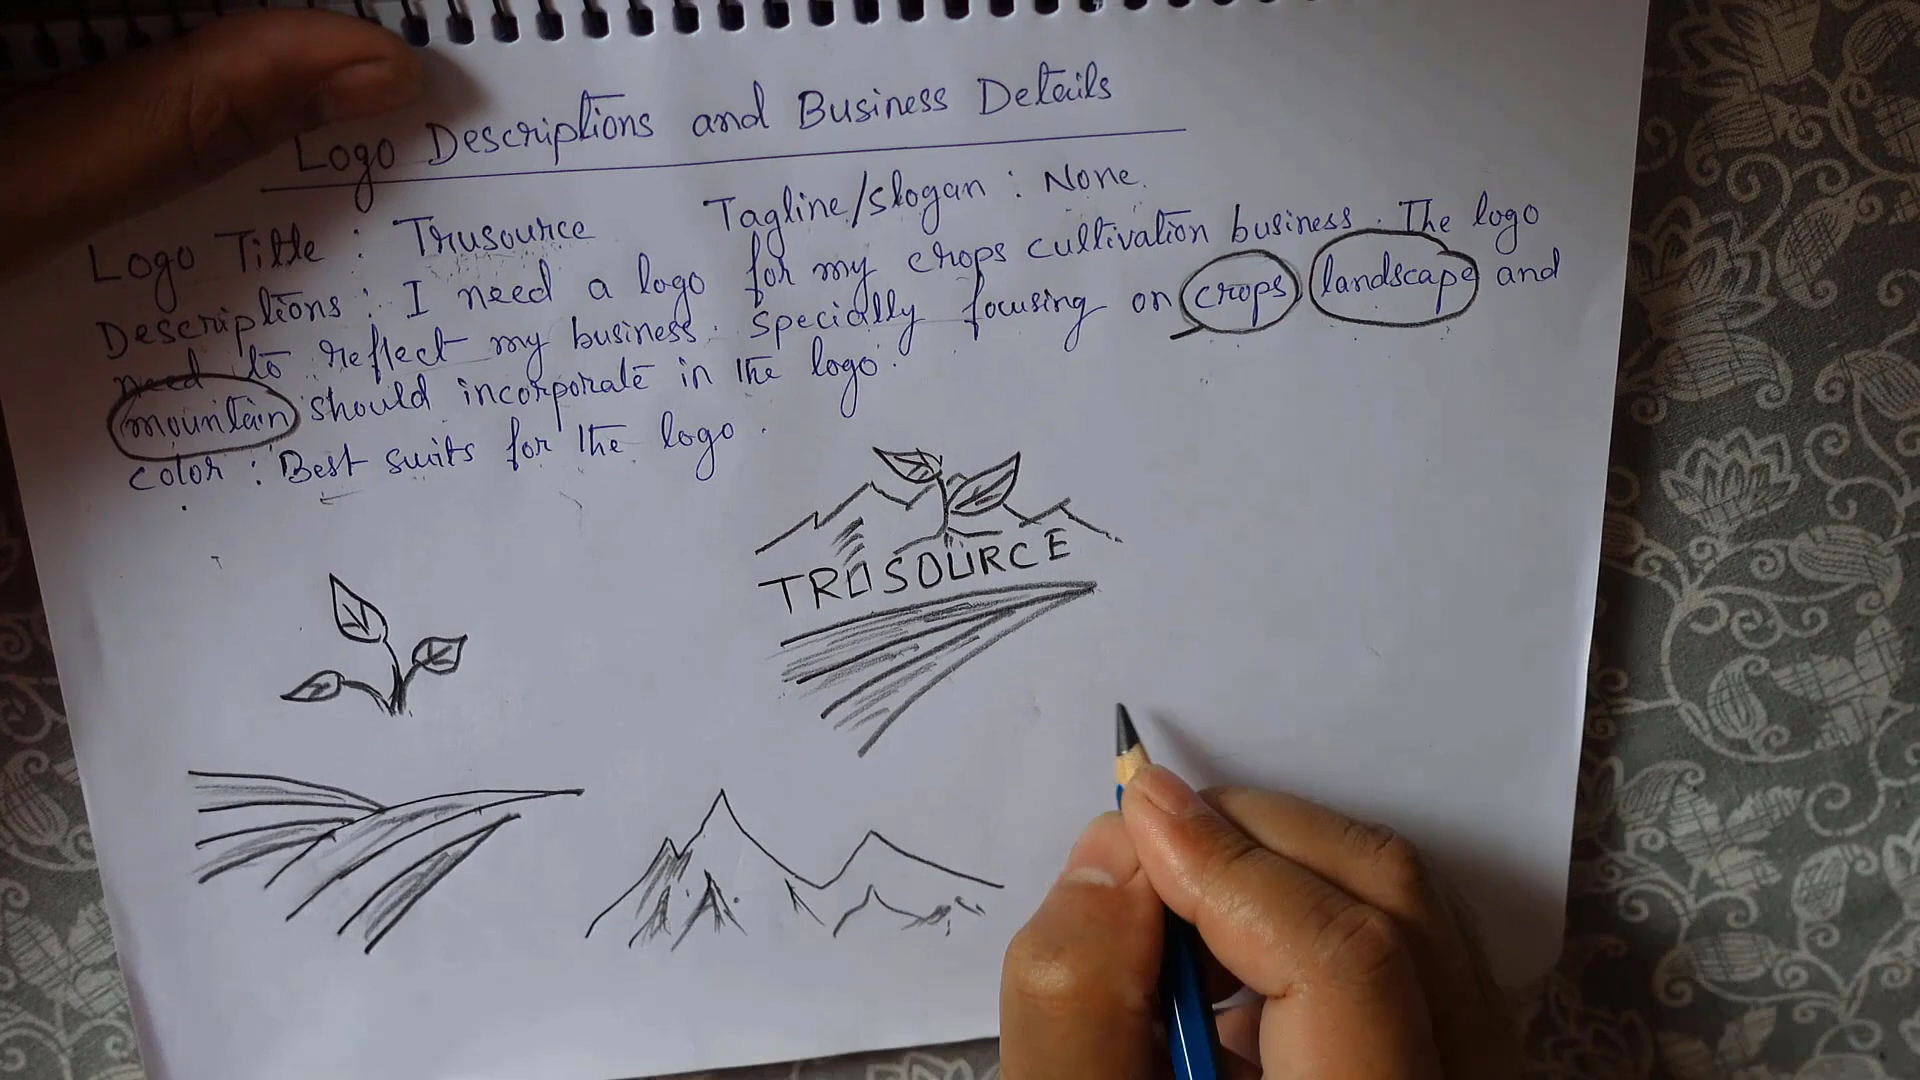 Logo Descriptions and Business Details
Logo Title : Trusource Tagline/slogan : None.
Descriptions : I need a logo for my crops cultivation business. The logo
need to reflect my business. specially focusing on crops landscape and
mountain should incorporate in the logo.
color : Best suits for the logo.
TRUSOURCE